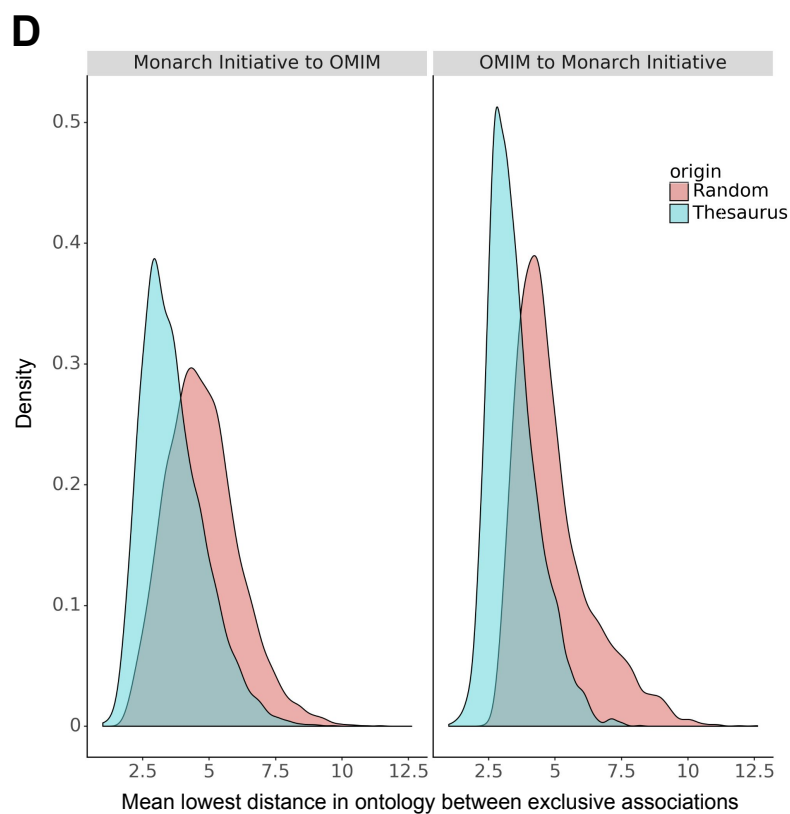 D
Monarch Initiative to OMIM
OMIM to Monarch Initiative
origin
Random
Thesaurus
Density
0.5
0.4
0.3
0.2
0.1
0
2.5 5 7.5 10 12.5
2.5 5 7.5 10 12.5
Mean lowest distance in ontology between exclusive associations